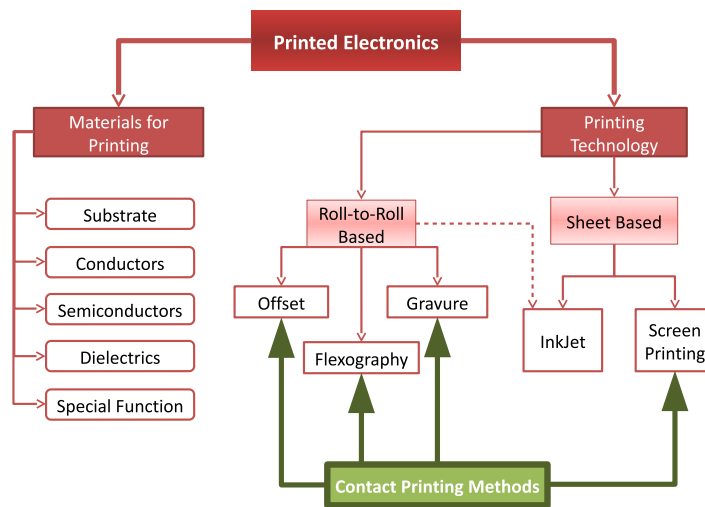 Printed Electronics
Materials for
Printing
Printing
Technology
Substrate
Conductors
Semiconductors
Dielectrics
Special Function
Roll-to-Roll
Based
Sheet Based
Offset
Gravure
Flexography
InkJet
Screen
Printing
Contact Printing Methods